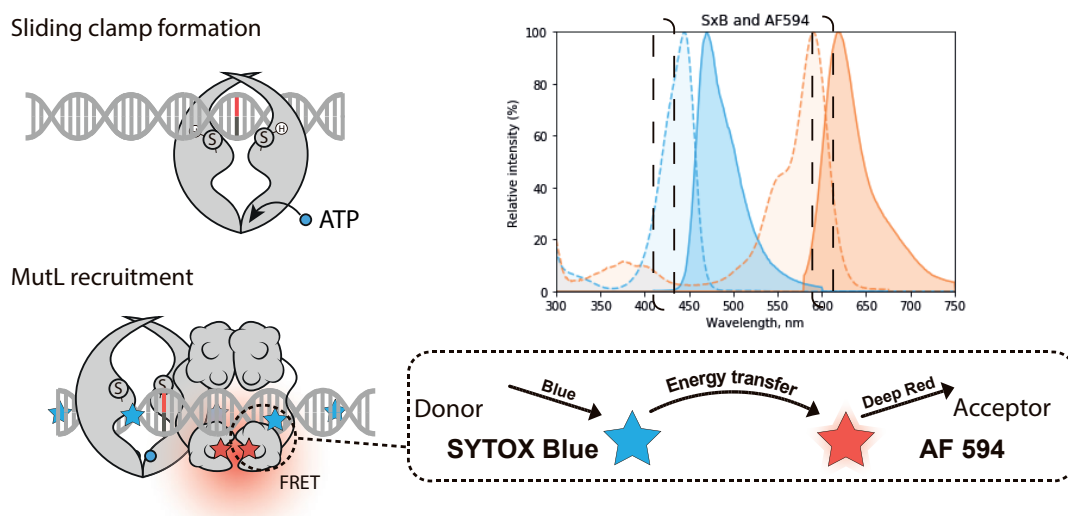 Sliding clamp formation
S
S
H
ATP
MutL recruitment
S
S
FRET
SxB and AF594
Relative intensity (%)
100
80
60
40
20
0
300
350
400
450
500
550
600
650
700
750
Wavelength, nm
Blue
Energy transfer
Deep Red
Donor
Acceptor
SYTOX Blue
AF 594